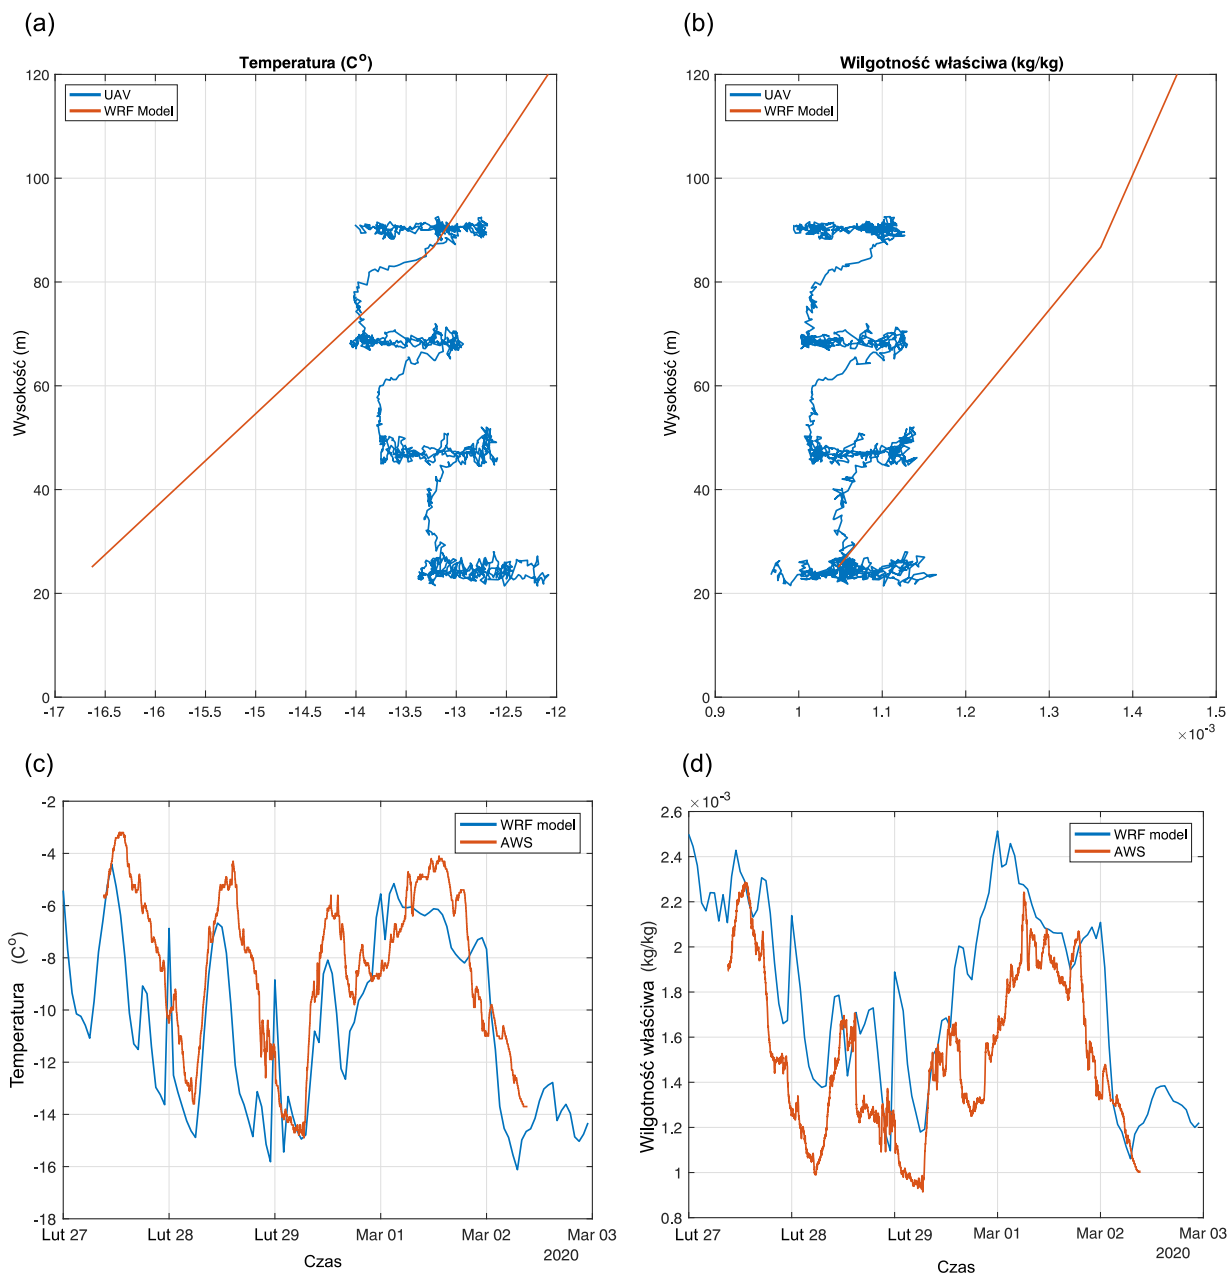 (a)
Temperatura (C°)
120
100
80
60
40
20
0
Wysokość (m)
UAV
WRF Model
-17 -16.5 -16 -15.5 -15 -14.5 -14 -13.5 -13 -12.5 -12
(b)
Wilgotność właściwa (kg/kg)
120
100
80
60
40
20
0
Wysokość (m)
UAV
WRF Model
0.9 1 1.1 1.2 1.3 1.4 1.5
×10⁻³
(c)
-2
-4
-6
-8
-10
-12
-14
-16
-18
Temperatura (C°)
WRF model
AWS
Lut 27 Lut 28 Lut 29 Mar 01 Mar 02 Mar 03
2020
Czas
(d)
×10⁻³
2.6
2.4
2.2
2
1.8
1.6
1.4
1.2
1
0.8
Wilgotność właściwa (kg/kg)
WRF model
AWS
Lut 27 Lut 28 Lut 29 Mar 01 Mar 02 Mar 03
2020
Czas